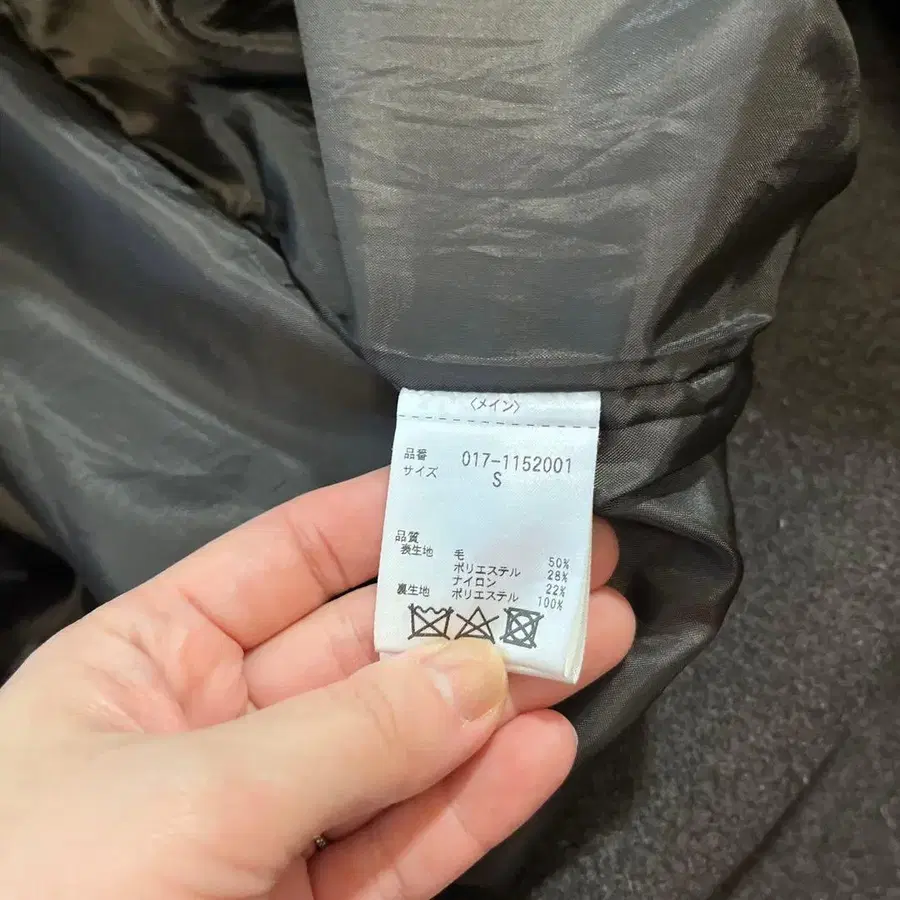 〈メイン〉
品番 017-1152001
サイズ S
品質
表生地 毛 50%
ポリエステル 28%
ナイロン 22%
裏生地 ポリエステル 100%